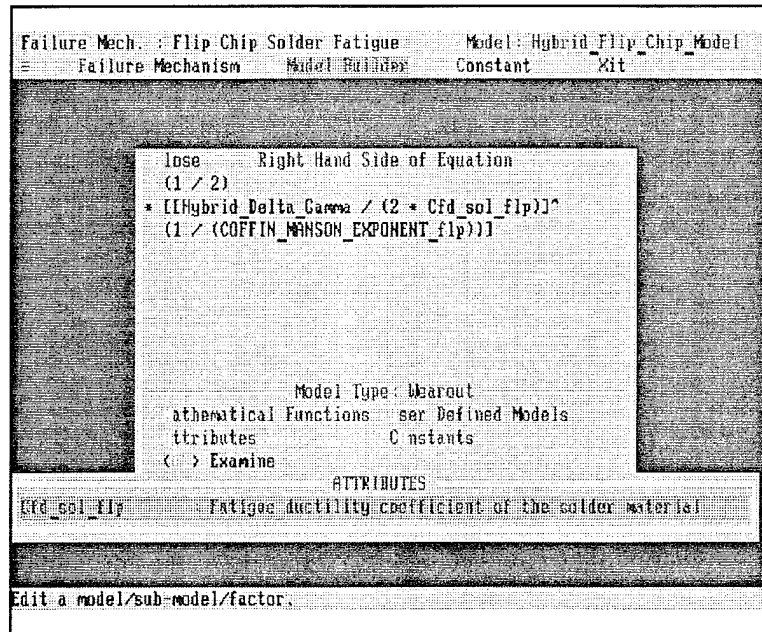 Failure Mech. : Flip Chip Solder Fatigue Model: Hybrid_Flip_Chip_Model
≡ Failure Mechanism Model Builder Constant Xit
lose Right Hand Side of Equation
(1 / 2)
* [[Hybrid_Delta_Gamma / (2 * Cfd_sol_flp)]^
(1 / (COFFIN_MANSON_EXPONENT_flp))]
Model Type: Wearout
athematical Functions ser Defined Models
ttributes C nstants
< > Examine
ATTRIBUTES
Cfd_sol_flp : Fatigue ductility coefficient of the solder material
Edit a model/sub-model/factor.